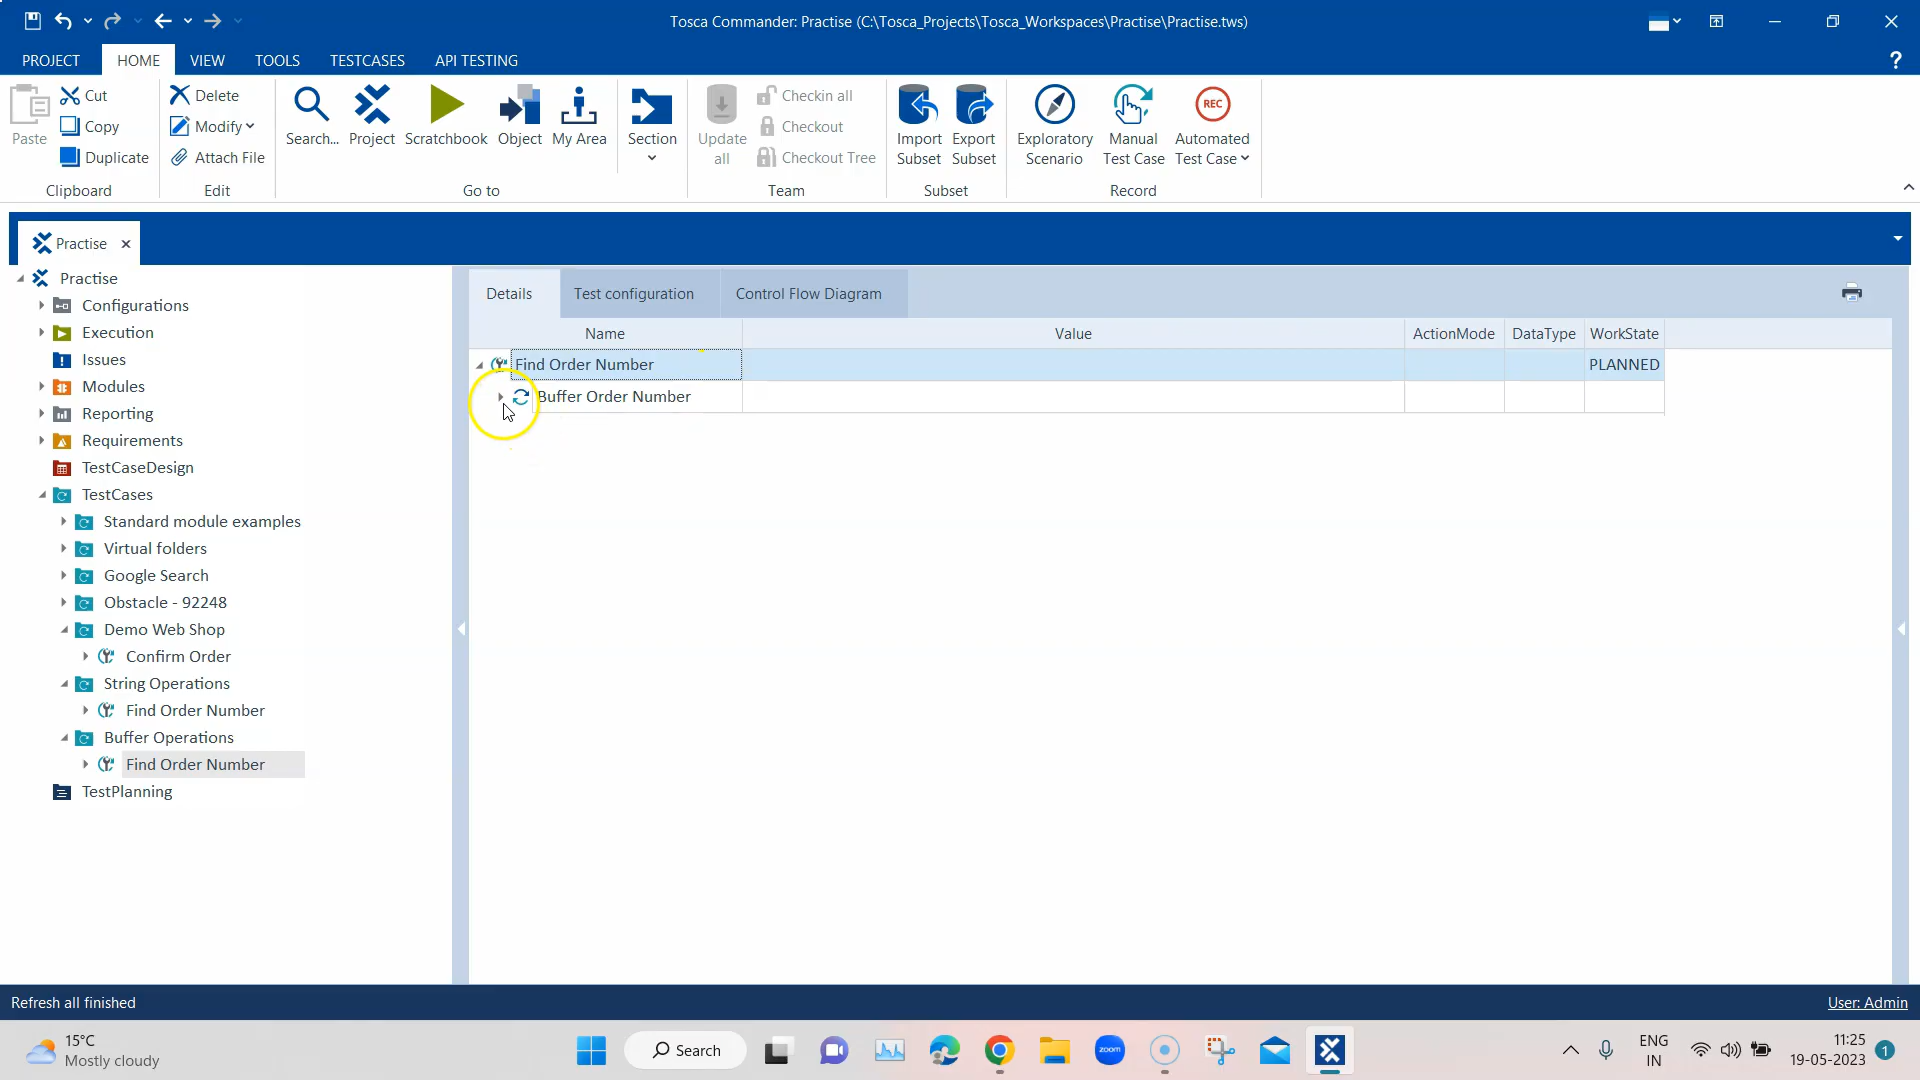 Tosca Commander: Practise (C:\Tosca_Projects\Tosca_Workspaces\Practise\Practise.tws)
PROJECT HOME VIEW TOOLS TESTCASES API TESTING ?
Paste Cut Copy Duplicate
Clipboard
Delete Modify Attach File
Edit
Search... Project Scratchbook Object My Area Section
Go to
Update all Checkin all Checkout Checkout Tree
Team
Import Subset Export Subset
Subset
Exploratory Scenario Manual Test Case REC Automated Test Case
Record
Practise
Practise
Configurations
Execution
Issues
Modules
Reporting
Requirements
TestCaseDesign
TestCases
Standard module examples
Virtual folders
Google Search
Obstacle - 92248
Demo Web Shop
Confirm Order
String Operations
Find Order Number
Buffer Operations
Find Order Number
TestPlanning
Details Test configuration Control Flow Diagram
Name Value ActionMode DataType WorkState
Find Order Number PLANNED
Buffer Order Number
Refresh all finished User: Admin
15°C
Mostly cloudy
Search
zoom
ENG
IN
11:25
19-05-2023
1